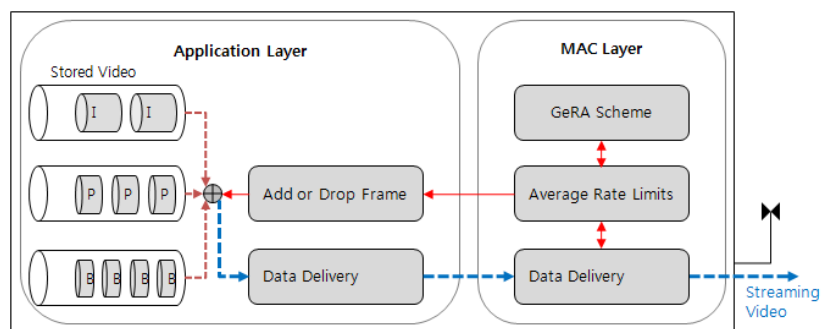 Application Layer
MAC Layer
Stored Video
I I
GeRA Scheme
P P P
Add or Drop Frame
Average Rate Limits
B B B B
Data Delivery
Data Delivery
Streaming
Video